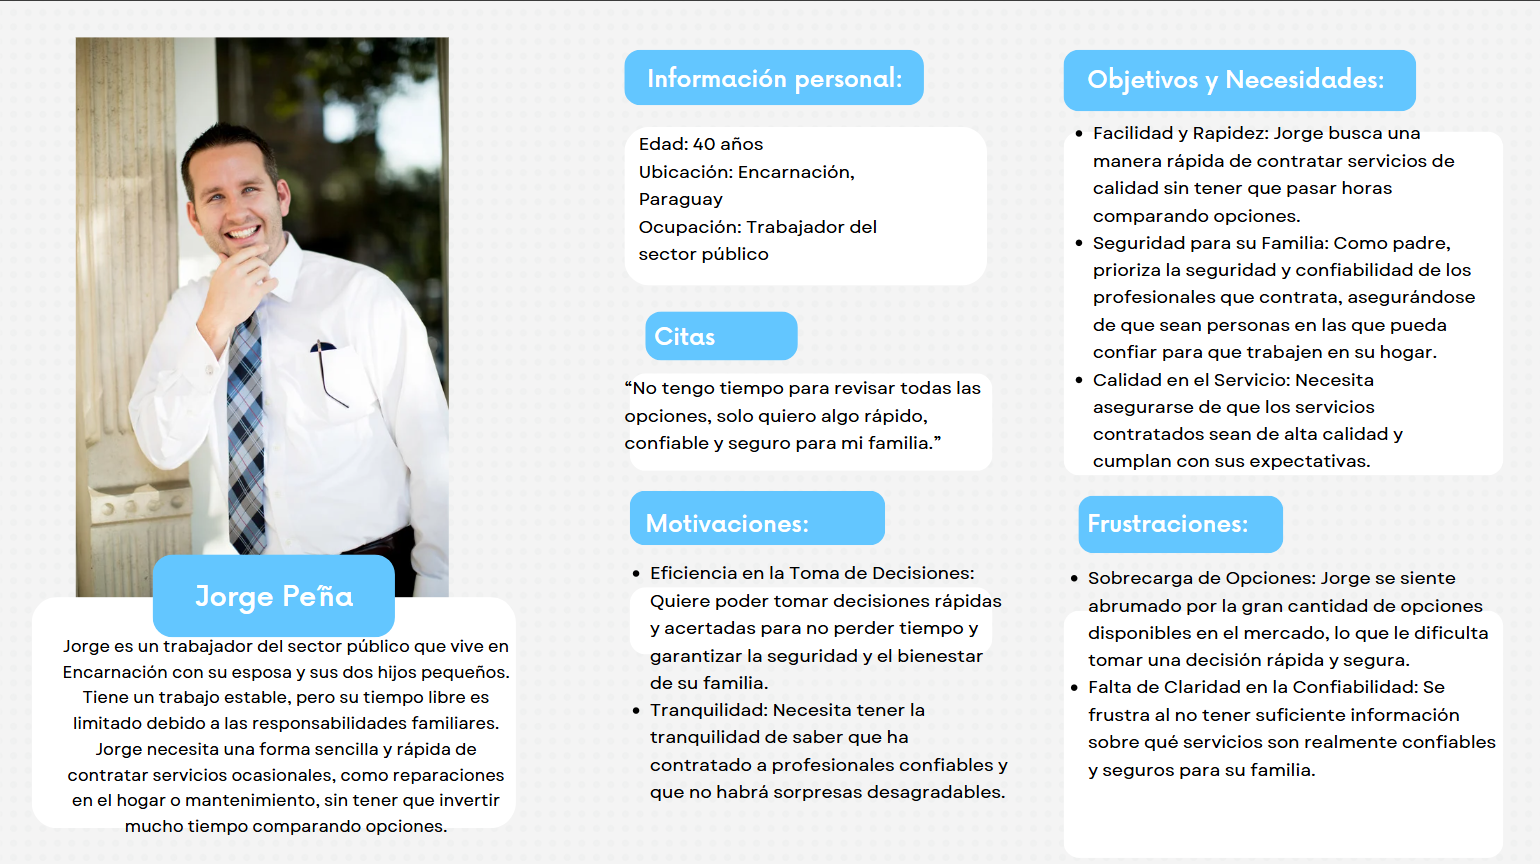 Jorge Peña
Jorge es un trabajador del sector público que vive en
Encarnación con su esposa y sus dos hijos pequeños.
Tiene un trabajo estable, pero su tiempo libre es
limitado debido a las responsabilidades familiares.
Jorge necesita una forma sencilla y rápida de
contratar servicios ocasionales, como reparaciones
en el hogar o mantenimiento, sin tener que invertir
mucho tiempo comparando opciones.
Información personal:
Edad: 40 años
Ubicación: Encarnación,
Paraguay
Ocupación: Trabajador del
sector público
Citas
“No tengo tiempo para revisar todas las
opciones, solo quiero algo rápido,
confiable y seguro para mi familia.”
Motivaciones:
• Eficiencia en la Toma de Decisiones:
Quiere poder tomar decisiones rápidas
y acertadas para no perder tiempo y
garantizar la seguridad y el bienestar
de su familia.
• Tranquilidad: Necesita tener la
tranquilidad de saber que ha
contratado a profesionales confiables y
que no habrá sorpresas desagradables.
Objetivos y Necesidades:
• Facilidad y Rapidez: Jorge busca una
manera rápida de contratar servicios de
calidad sin tener que pasar horas
comparando opciones.
• Seguridad para su Familia: Como padre,
prioriza la seguridad y confiabilidad de los
profesionales que contrata, asegurándose
de que sean personas en las que pueda
confiar para que trabajen en su hogar.
• Calidad en el Servicio: Necesita
asegurarse de que los servicios
contratados sean de alta calidad y
cumplan con sus expectativas.
Frustraciones:
• Sobrecarga de Opciones: Jorge se siente
abrumado por la gran cantidad de opciones
disponibles en el mercado, lo que le dificulta
tomar una decisión rápida y segura.
• Falta de Claridad en la Confiabilidad: Se
frustra al no tener suficiente información
sobre qué servicios son realmente confiables
y seguros para su familia.